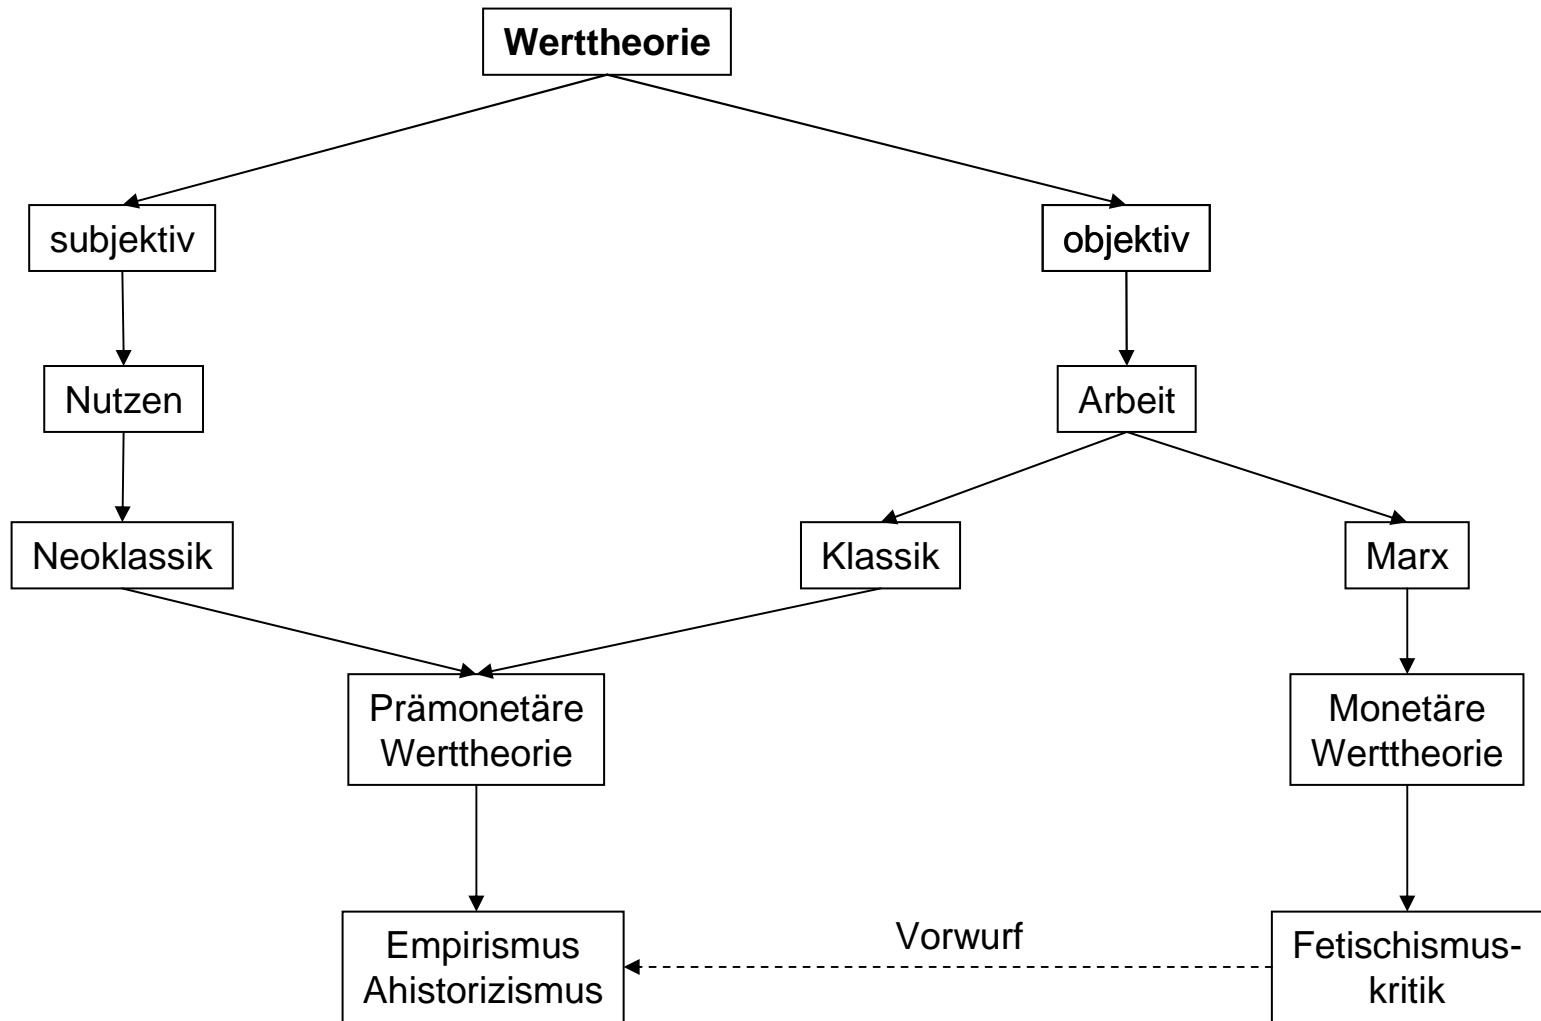 Werttheorie
subjektiv
objektiv
Nutzen
Arbeit
Neoklassik
Klassik
Marx
Prämonetäre
Werttheorie
Monetäre
Werttheorie
Empirismus
Ahistorizismus
Vorwurf
Fetischismus-
kritik